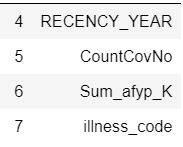 4 RECENCY_YEAR
5 CountCovNo
6 Sum_afyp_K
7 illness_code